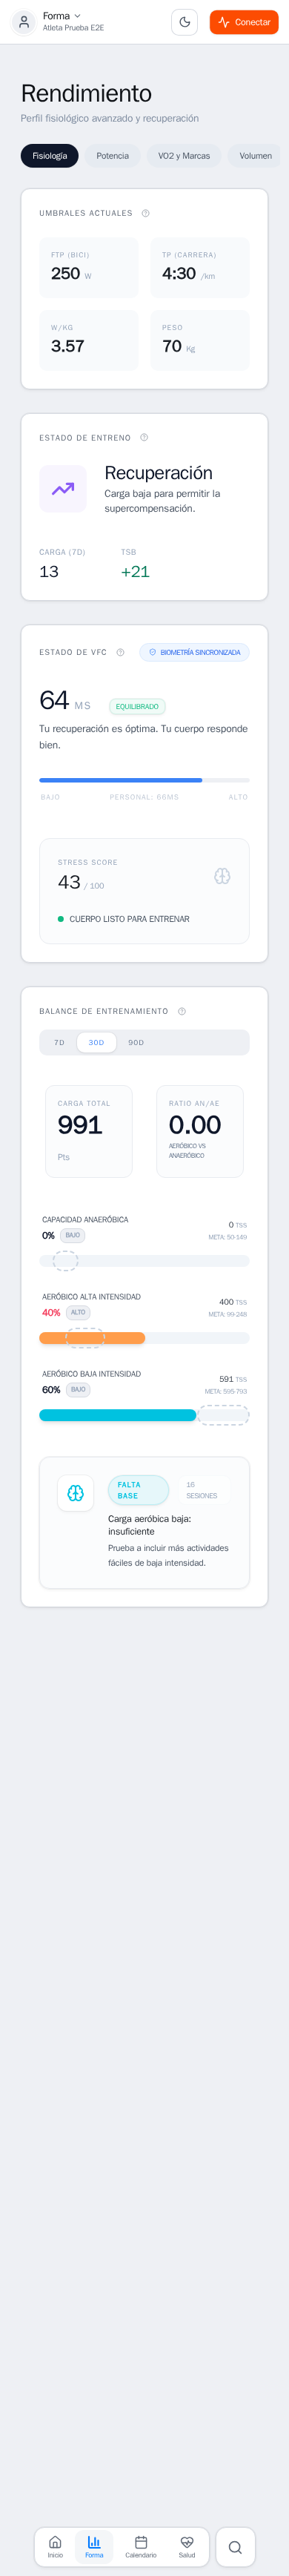 Forma
Atleta Prueba E2E
Conectar
Rendimiento
Perfil fisiológico avanzado y recuperación
Fisiología
Potencia
VO2 y Marcas
Volumen
UMBRALES ACTUALES
FTP (BICI)
250 W
TP (CARRERA)
4:30 /km
W/KG
3.57
PESO
70 Kg
ESTADO DE ENTRENO
Recuperación
Carga baja para permitir la
supercompensación.
CARGA (7D)
13
TSB
+21
ESTADO DE VFC
BIOMETRÍA SINCRONIZADA
64 MS
EQUILIBRADO
Tu recuperación es óptima. Tu cuerpo responde
bien.
BAJO
PERSONAL: 66MS
ALTO
STRESS SCORE
43 / 100
CUERPO LISTO PARA ENTRENAR
BALANCE DE ENTRENAMIENTO
7D
30D
90D
CARGA TOTAL
991
Pts
RATIO AN/AE
0.00
AERÓBICO VS
ANAERÓBICO
CAPACIDAD ANAERÓBICA
0% BAJO
0 TSS
META: 50-149
AERÓBICO ALTA INTENSIDAD
40% ALTO
400 TSS
META: 99-248
AERÓBICO BAJA INTENSIDAD
60% BAJO
591 TSS
META: 595-793
FALTA
BASE
16
SESIONES
Carga aeróbica baja:
insuficiente
Prueba a incluir más actividades
fáciles de baja intensidad.
Inicio
Forma
Calendario
Salud